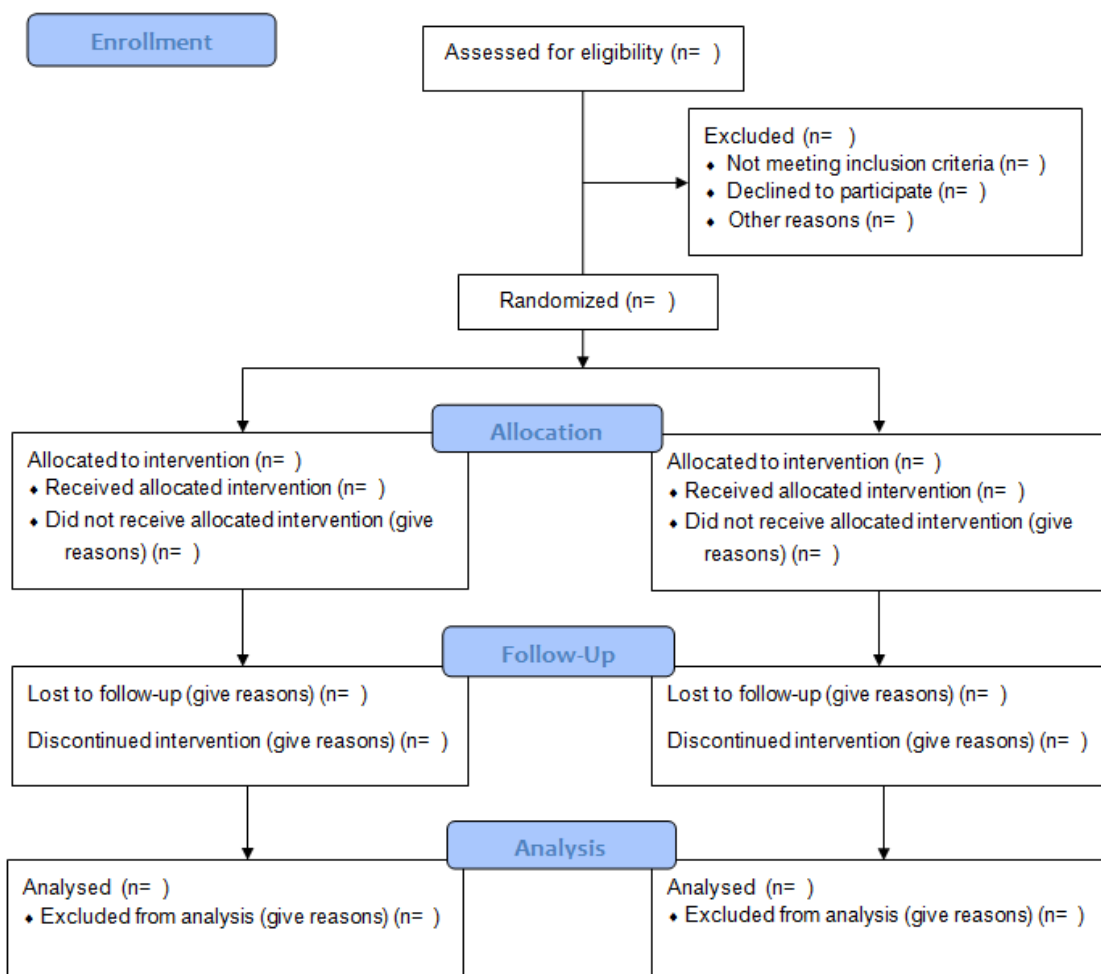 Enrollment
Assessed for eligibility (n=  )
Excluded (n=  )
♦ Not meeting inclusion criteria (n=  )
♦ Declined to participate (n=  )
♦ Other reasons (n=  )
Randomized (n=  )
Allocation
Allocated to intervention (n=  )
♦ Received allocated intervention (n=  )
♦ Did not receive allocated intervention (give
reasons) (n=  )
Allocated to intervention (n=  )
♦ Received allocated intervention (n=  )
♦ Did not receive allocated intervention (give
reasons) (n=  )
Follow-Up
Lost to follow-up (give reasons) (n=  )
Discontinued intervention (give reasons) (n=  )
Lost to follow-up (give reasons) (n=  )
Discontinued intervention (give reasons) (n=  )
Analysis
Analysed (n=  )
♦ Excluded from analysis (give reasons) (n=  )
Analysed (n=  )
♦ Excluded from analysis (give reasons) (n=  )